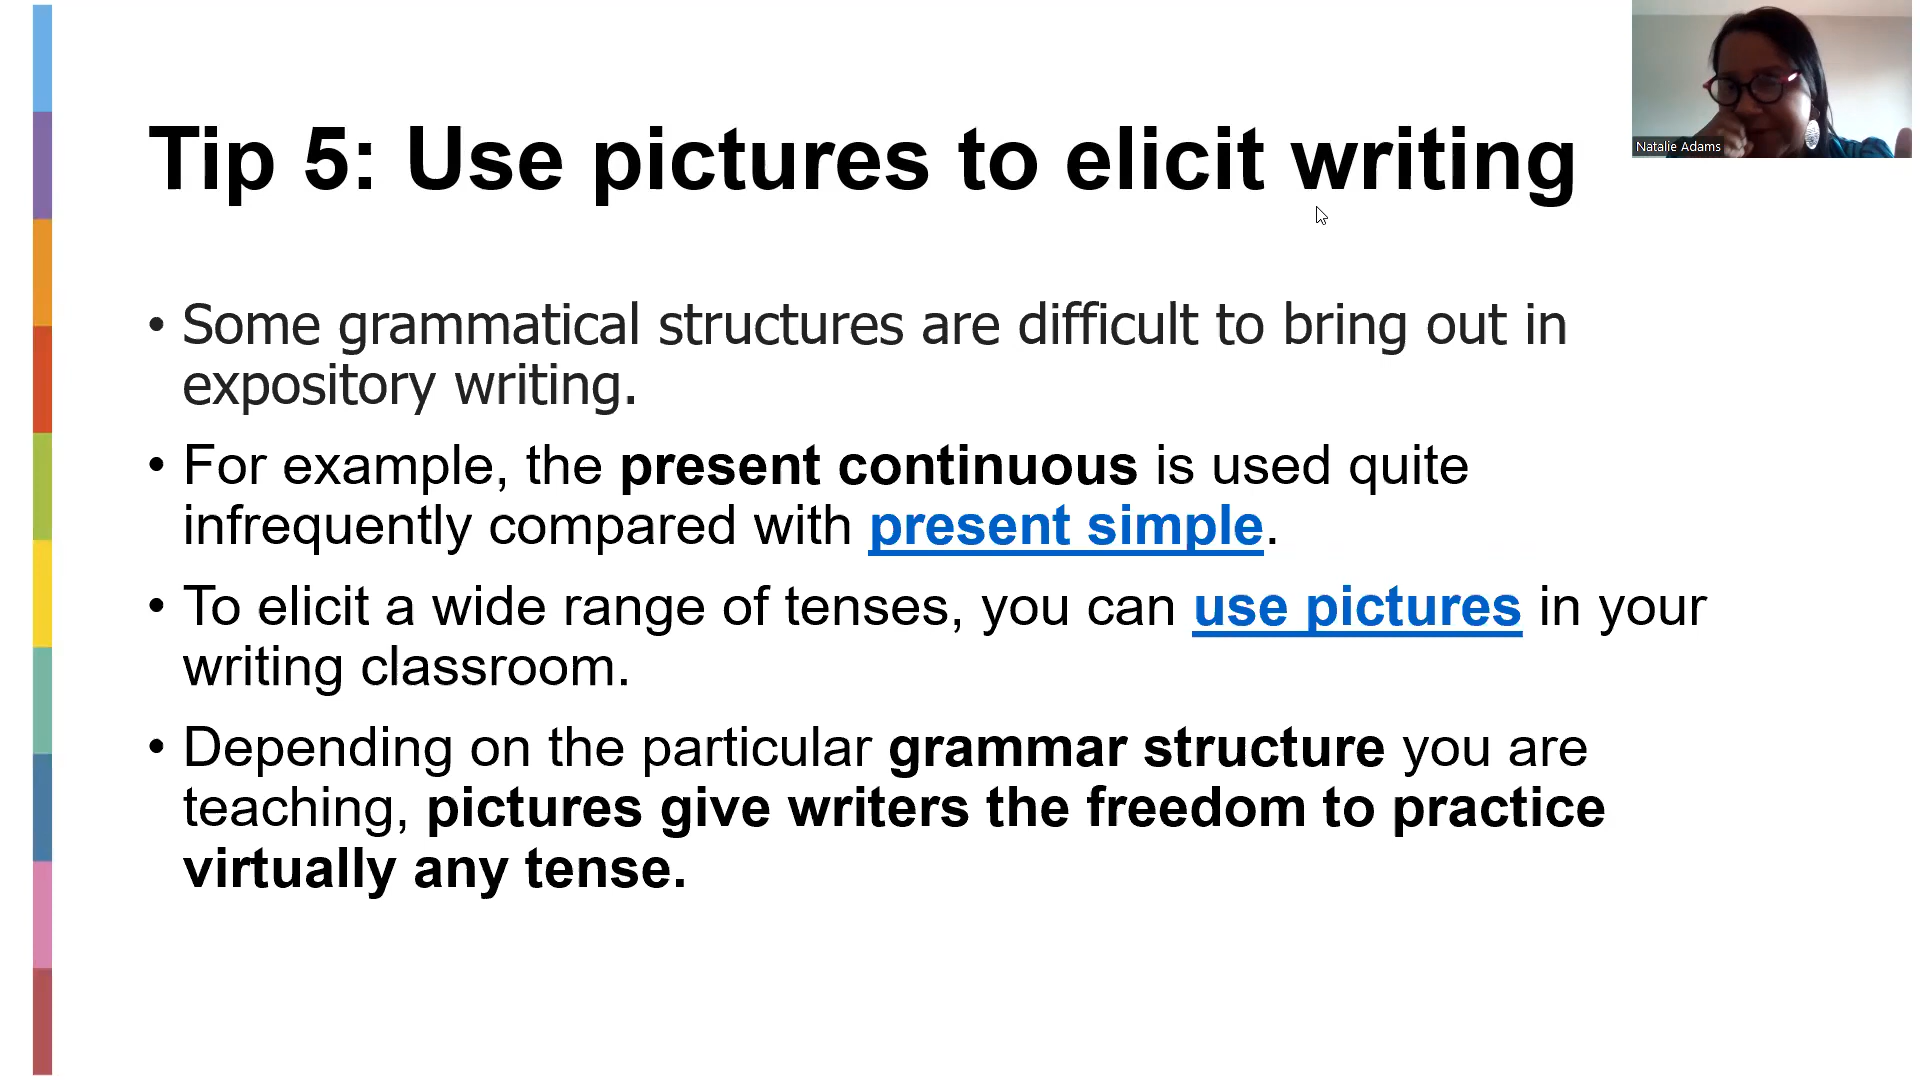 Tip 5: Use pictures to elicit writing
Natalie Adams
• Some grammatical structures are difficult to bring out in
expository writing.
• For example, the present continuous is used quite
infrequently compared with present simple.
• To elicit a wide range of tenses, you can use pictures in your
writing classroom.
• Depending on the particular grammar structure you are
teaching, pictures give writers the freedom to practice
virtually any tense.